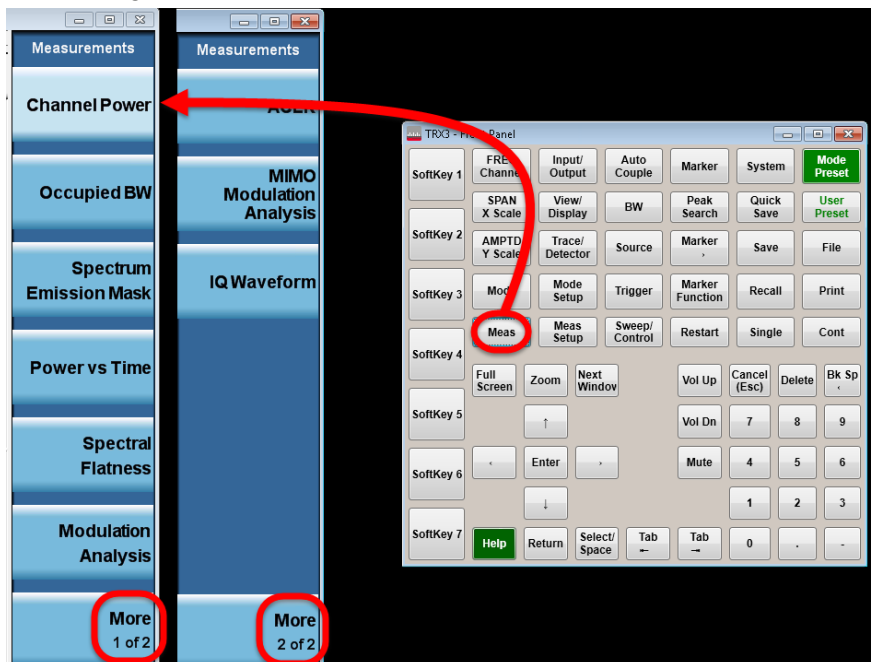 Measurements
Channel Power
Occupied BW
Spectrum
Emission Mask
Power vs Time
Spectral
Flatness
Modulation
Analysis
More
1 of 2
Measurements
MIMO
Modulation
Analysis
IQ Waveform
More
2 of 2
TRX3 - Panel
SoftKey 1
SoftKey 2
SoftKey 3
SoftKey 4
SoftKey 5
SoftKey 6
SoftKey 7
Input/
Output
Auto
Couple
Marker
System
Mode
Preset
SPAN
X Scale
View/
Display
BW
Peak
Search
Quick
Save
User
Preset
AMPTD
Y Scale
Trace/
Detector
Source
Marker
›
Save
File
Mode
Setup
Trigger
Marker
Function
Recall
Print
Meas
Meas
Setup
Sweep/
Control
Restart
Single
Cont
Full
Screen
Zoom
Next
Window
Vol Up
Cancel
(Esc)
Delete
Bk Sp
‹
↑
Vol Dn
7
8
9
‹
Enter
›
Mute
4
5
6
↓
1
2
3
Help
Return
Select/
Space
Tab
←
Tab
→
0
.
-